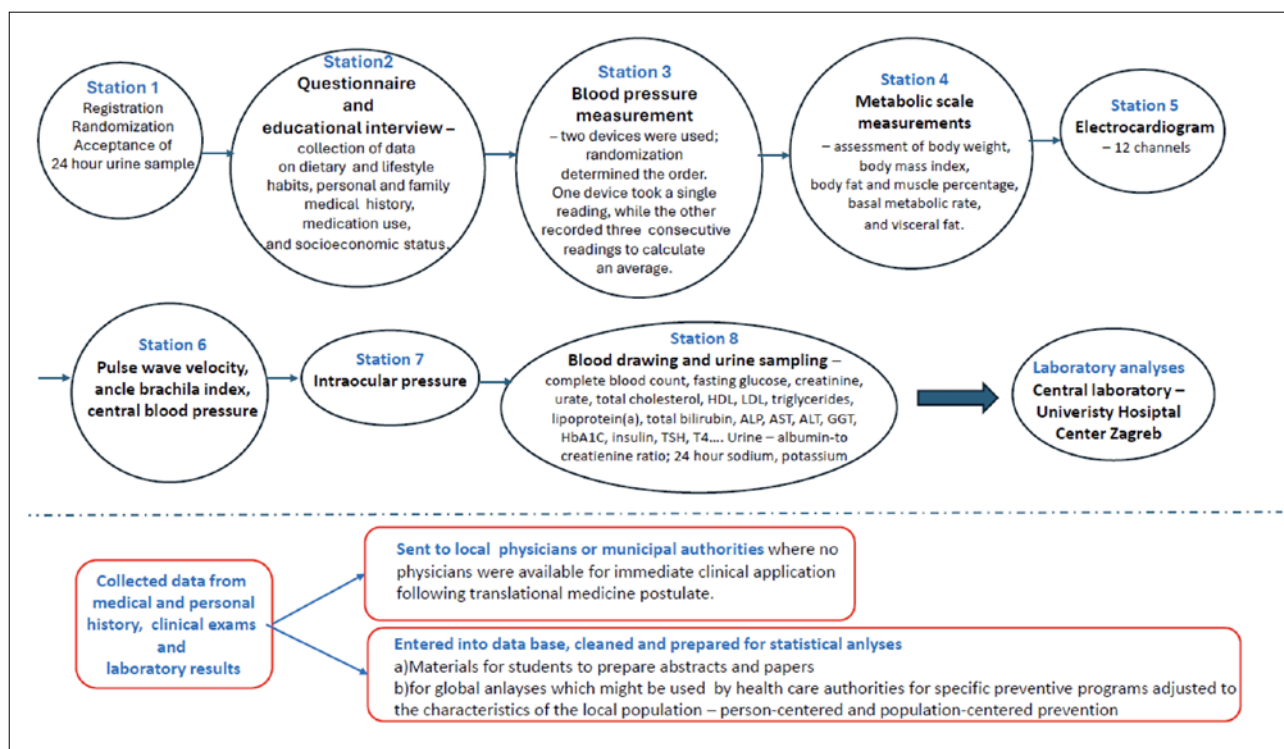 Station 1
Registration
Randomization
Acceptance of
24 hour urine sample
Station2
Questionnaire
and
educational interview –
collection of data
on dietary and lifestyle
habits, personal and family
medical history,
medication use,
and socioeconomic status.
Station 3
Blood pressure
measurement
– two devices were used;
randomization
determined the order.
One device took a single
reading, while the other
recorded three consecutive
readings to calculate
an average.
Station 4
Metabolic scale
measurements
– assessment of body weight,
body mass index,
body fat and muscle percentage,
basal metabolic rate,
and visceral fat.
Station 5
Electrocardiogram
– 12 channels
Station 6
Pulse wave velocity,
ancle brachila index,
central blood pressure
Station 7
Intraocular pressure
Station 8
Blood drawing and urine sampling –
complete blood count, fasting glucose, creatinine,
urate, total cholesterol, HDL, LDL, triglycerides,
lipoprotein(a), total bilirubin, ALP, AST, ALT, GGT,
HbA1C, insulin, TSH, T4.... Urine – albumin-to
creatienine ratio; 24 hour sodium, potassium
Laboratory analyses
Central laboratory –
Univeristy Hosiptal
Center Zagreb
Collected data from
medical and personal
history, clinical exams
and
laboratory results
Sent to local physicians or municipal authorities where no
physicians were available for immediate clinical application
following translational medicine postulate.
Entered into data base, cleaned and prepared for statistical anlyses
a)Materials for students to prepare abstracts and papers
b)for global anlayses which might be used by health care authorities for specific preventive programs adjusted to
the characteristics of the local population – person-centered and population-centered prevention